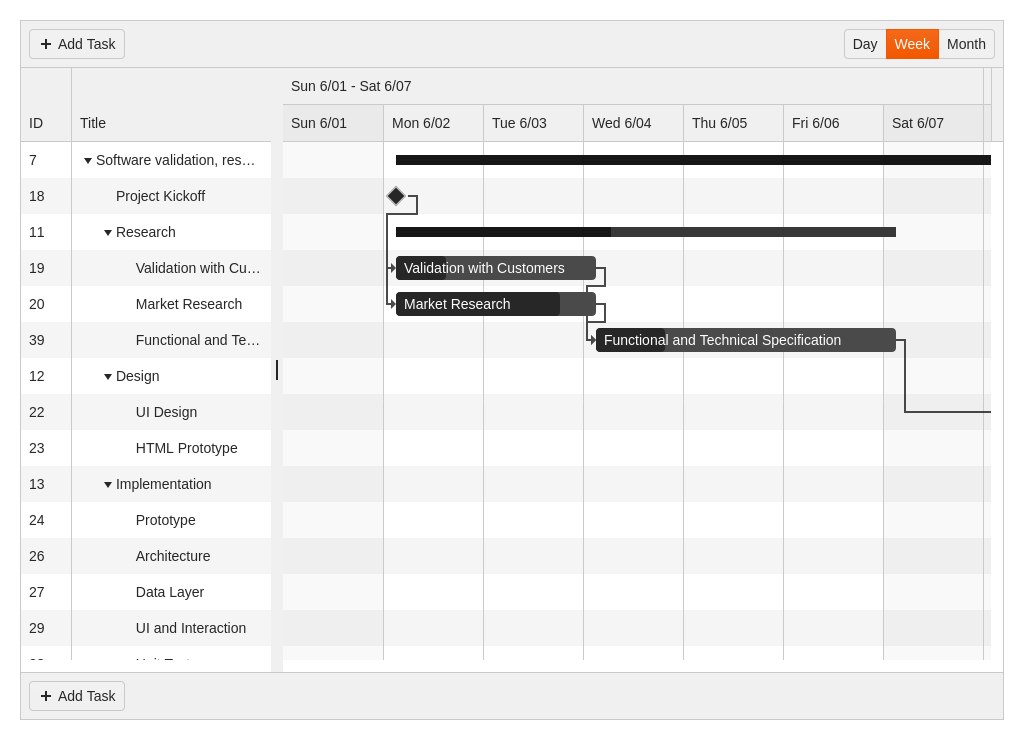 Add Task
Day Week Month
Sun 6/01 - Sat 6/07
ID Title Sun 6/01 Mon 6/02 Tue 6/03 Wed 6/04 Thu 6/05 Fri 6/06 Sat 6/07
7 Software validation, res…
18 Project Kickoff
11 Research
19 Validation with Cu… Validation with Customers
20 Market Research Market Research
39 Functional and Te… Functional and Technical Specification
12 Design
22 UI Design
23 HTML Prototype
13 Implementation
24 Prototype
26 Architecture
27 Data Layer
29 UI and Interaction
Add Task